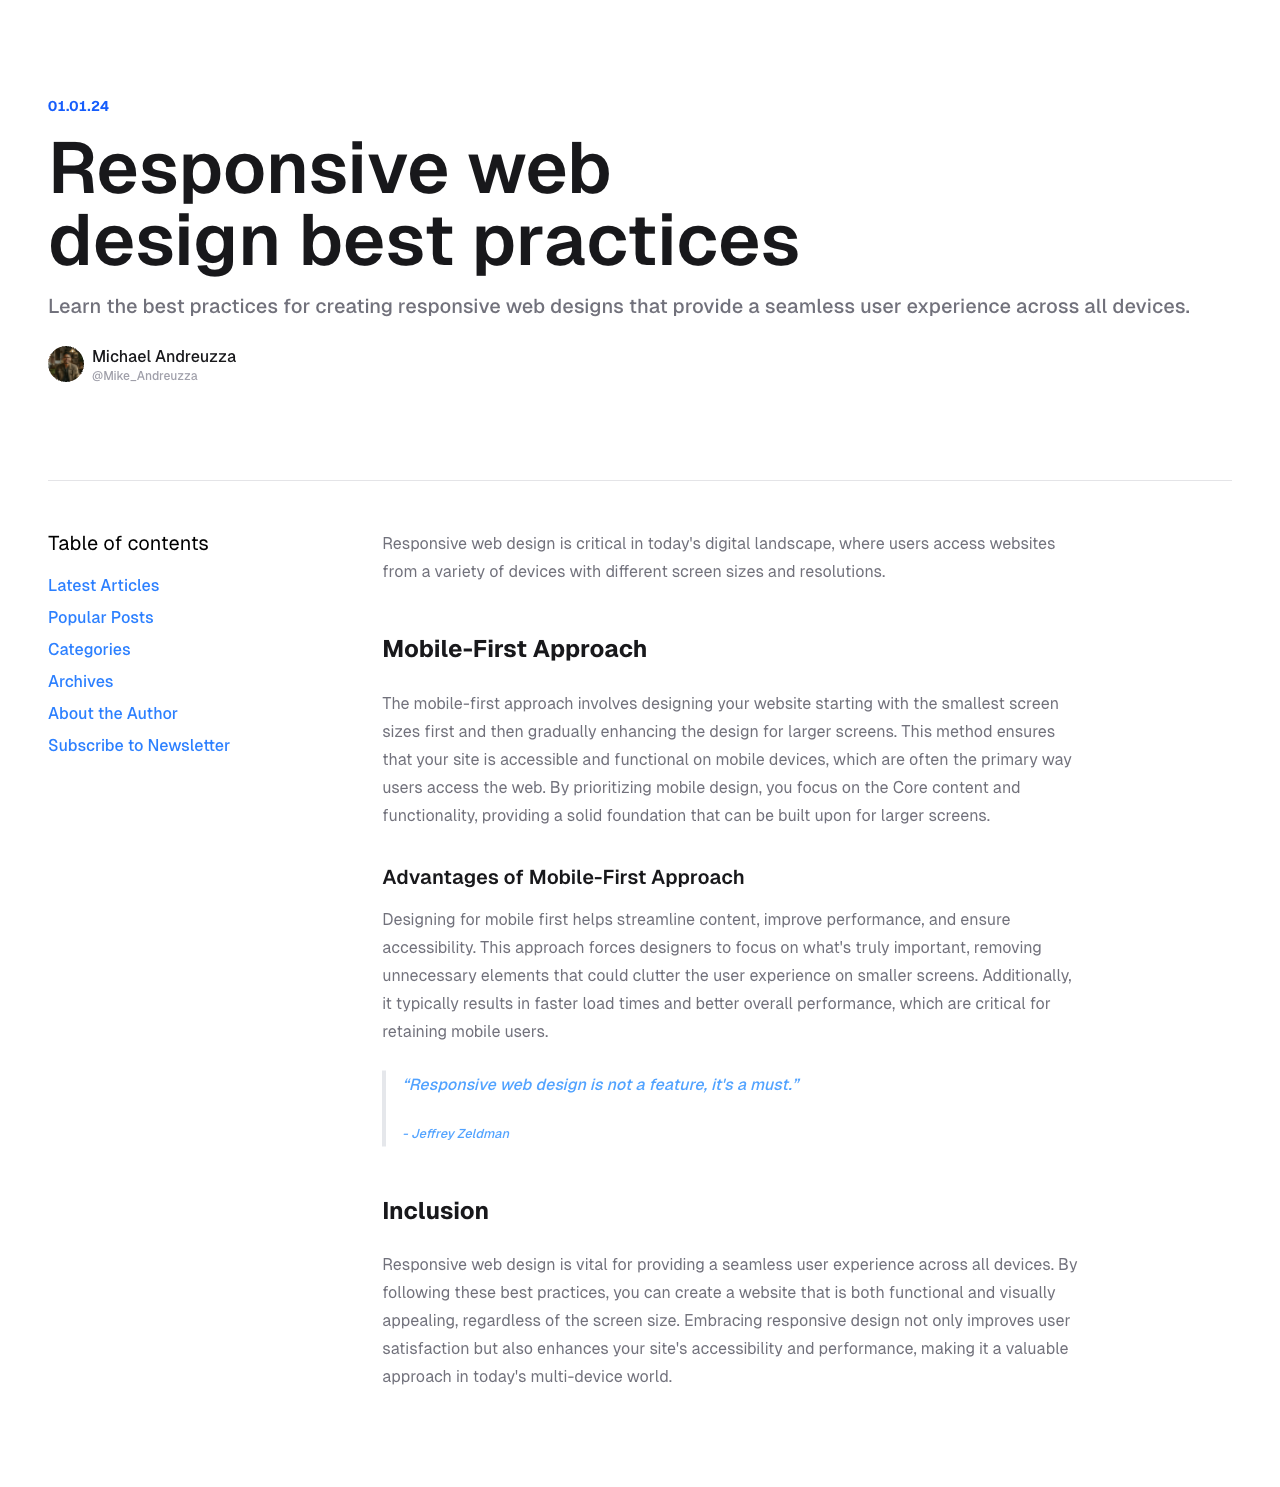 01.01.24
Responsive web
design best practices
Learn the best practices for creating responsive web designs that provide a seamless user experience across all devices.
Michael Andreuzza
@Mike_Andreuzza
Table of contents
Latest Articles
Popular Posts
Categories
Archives
About the Author
Subscribe to Newsletter
Responsive web design is critical in today's digital landscape, where users access websites
from a variety of devices with different screen sizes and resolutions.
Mobile-First Approach
The mobile-first approach involves designing your website starting with the smallest screen
sizes first and then gradually enhancing the design for larger screens. This method ensures
that your site is accessible and functional on mobile devices, which are often the primary way
users access the web. By prioritizing mobile design, you focus on the Core content and
functionality, providing a solid foundation that can be built upon for larger screens.
Advantages of Mobile-First Approach
Designing for mobile first helps streamline content, improve performance, and ensure
accessibility. This approach forces designers to focus on what's truly important, removing
unnecessary elements that could clutter the user experience on smaller screens. Additionally,
it typically results in faster load times and better overall performance, which are critical for
retaining mobile users.
“Responsive web design is not a feature, it's a must.”
- Jeffrey Zeldman
Inclusion
Responsive web design is vital for providing a seamless user experience across all devices. By
following these best practices, you can create a website that is both functional and visually
appealing, regardless of the screen size. Embracing responsive design not only improves user
satisfaction but also enhances your site's accessibility and performance, making it a valuable
approach in today's multi-device world.